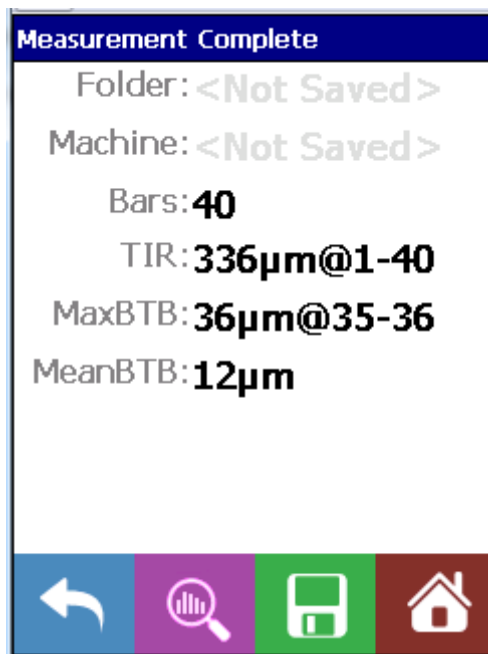 Measurement Complete
Folder: <Not Saved>
Machine: <Not Saved>
Bars: 40
TIR: 336µm@1-40
MaxBTB: 36µm@35-36
MeanBTB: 12µm